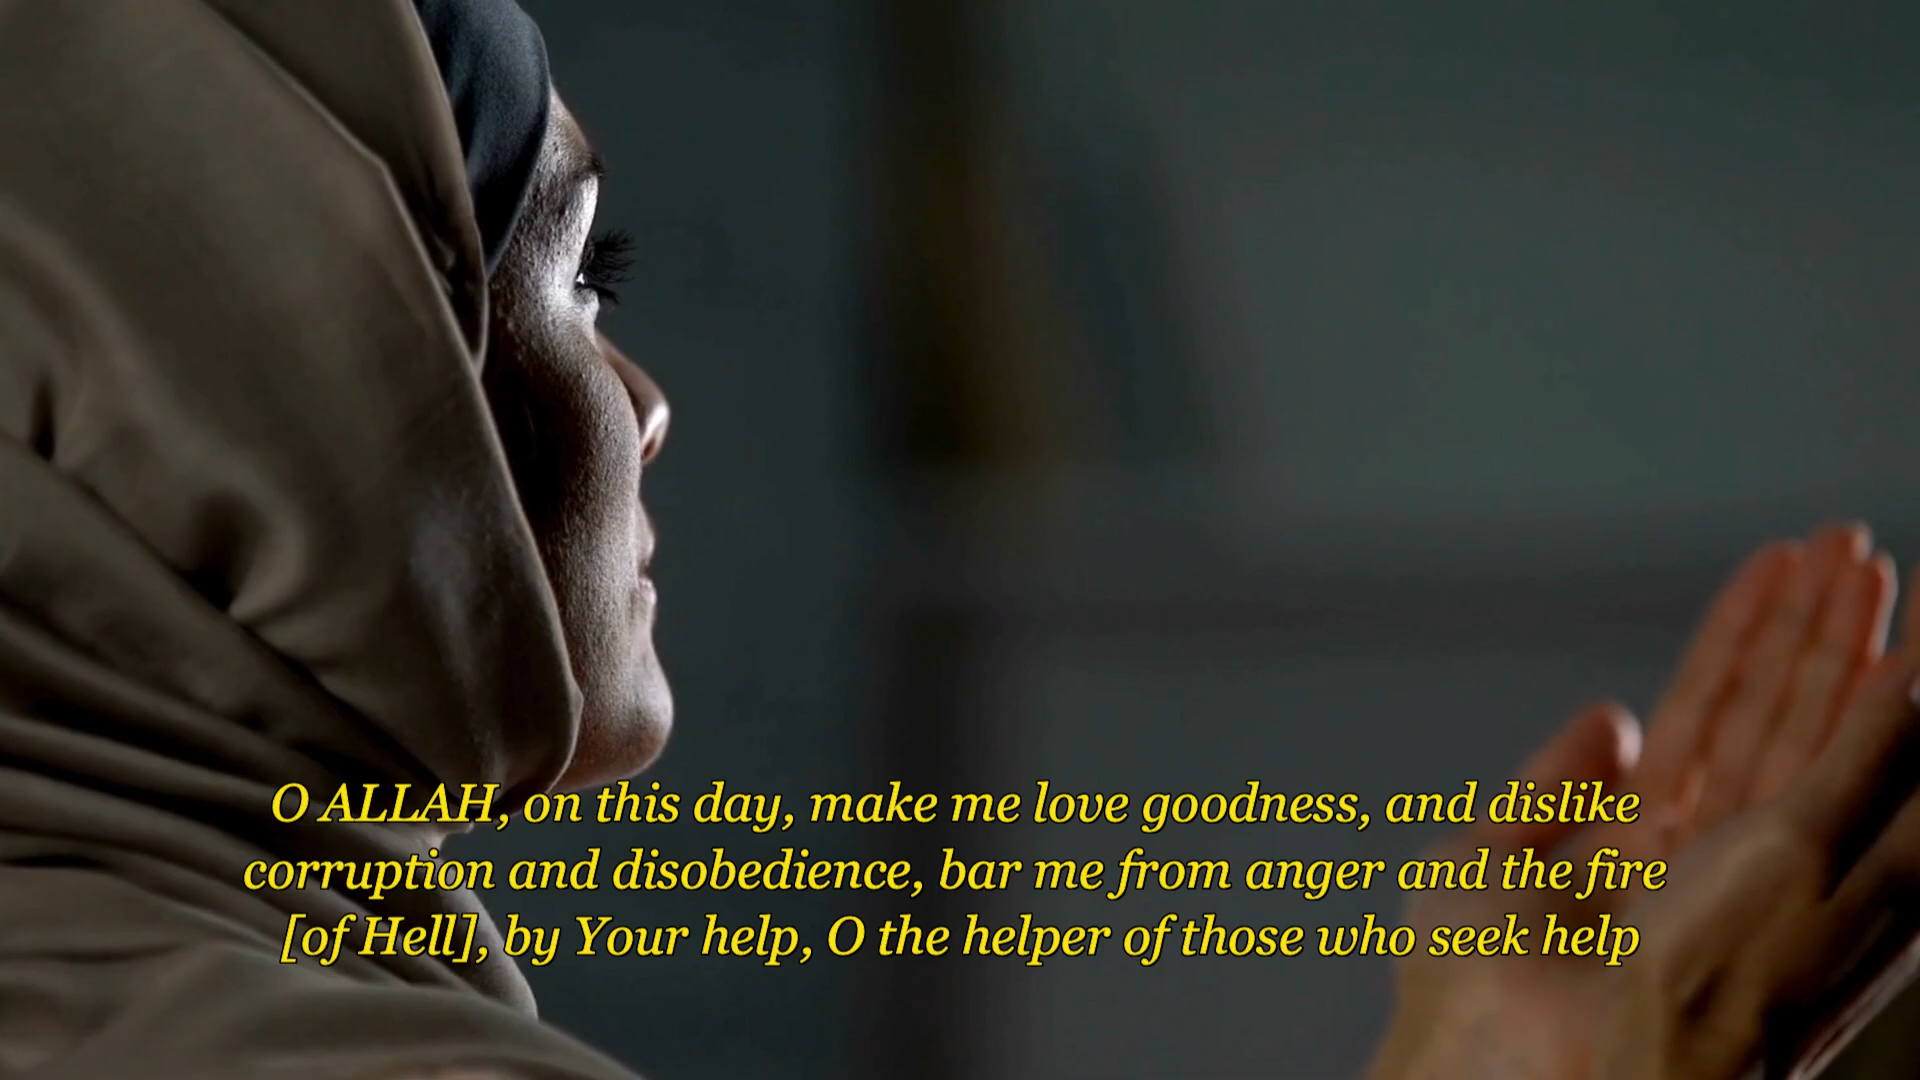 O ALLAH, on this day, make me love goodness, and dislike
corruption and disobedience, bar me from anger and the fire
[of Hell], by Your help, O the helper of those who seek help